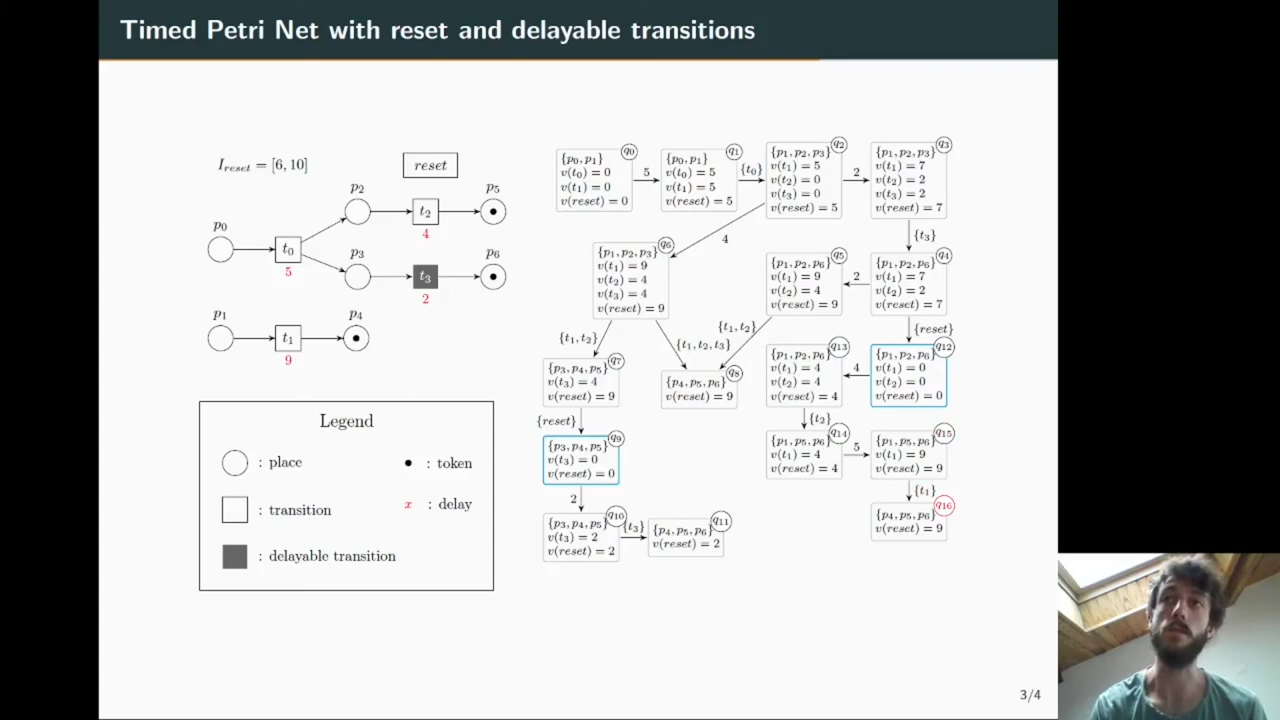 Timed Petri Net with reset and delayable transitions
I_reset = [6, 10]
reset
p2
p5
t2
4
p0
t0
5
p3
p6
t3
2
p1
p4
t1
9
Legend
: place
: token
: transition
x : delay
: delayable transition
q0
{p0, p1}
v(t0) = 0
v(t1) = 0
v(reset) = 0
5
q1
{p0, p1}
v(t0) = 5
v(t1) = 5
v(reset) = 5
{t0}
q2
{p1, p2, p3}
v(t1) = 5
v(t2) = 0
v(t3) = 0
v(reset) = 5
2
q3
{p1, p2, p3}
v(t1) = 7
v(t2) = 2
v(t3) = 2
v(reset) = 7
4
{t3}
q6
{p1, p2, p3}
v(t1) = 9
v(t2) = 4
v(t3) = 4
v(reset) = 9
q5
{p1, p2, p6}
v(t1) = 9
v(t2) = 4
v(reset) = 9
2
q4
{p1, p2, p6}
v(t1) = 7
v(t2) = 2
v(reset) = 7
{t1, t2}
{t1, t2, t3}
{t1, t2}
{reset}
q7
{p3, p4, p5}
v(t3) = 4
v(reset) = 9
q8
{p4, p5, p6}
v(reset) = 9
q13
{p1, p2, p6}
v(t1) = 4
v(t2) = 4
v(reset) = 4
4
q12
{p1, p2, p6}
v(t1) = 0
v(t2) = 0
v(reset) = 0
{reset}
{t2}
q9
{p3, p4, p5}
v(t3) = 0
v(reset) = 0
q14
{p1, p5, p6}
v(t1) = 4
v(reset) = 4
5
q15
{p1, p5, p6}
v(t1) = 9
v(reset) = 9
2
{t1}
q10
{p3, p4, p5}
v(t3) = 2
v(reset) = 2
{t3}
q11
{p4, p5, p6}
v(reset) = 2
q16
{p4, p5, p6}
v(reset) = 9
3/4